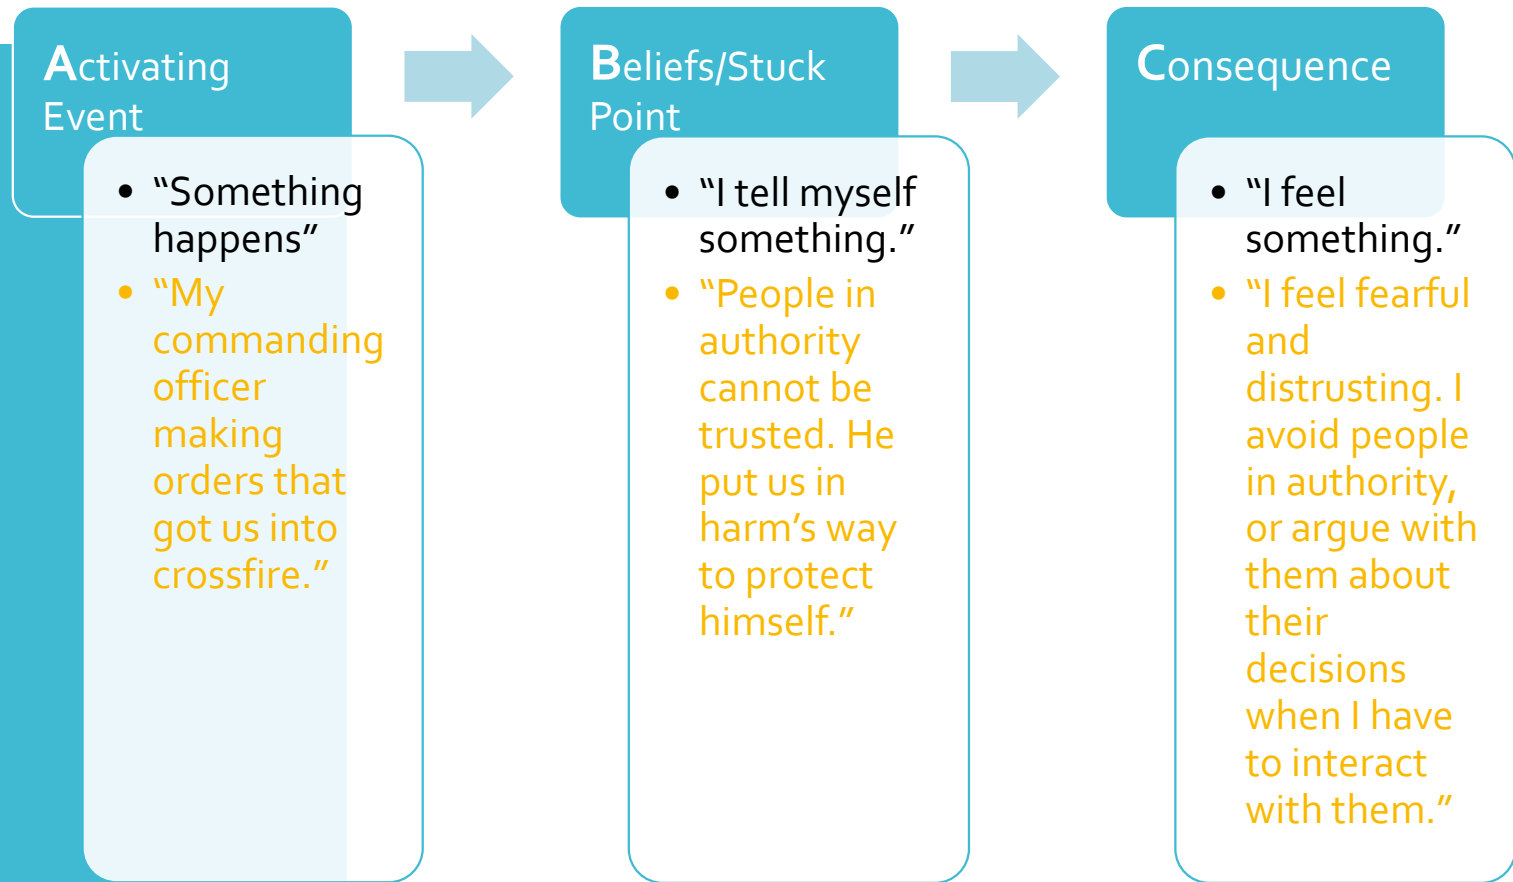 Activating
Event
• “Something
happens”
• “My
commanding
officer
making
orders that
got us into
crossfire.”
Beliefs/Stuck
Point
• “I tell myself
something.”
• “People in
authority
cannot be
trusted. He
put us in
harm’s way
to protect
himself.”
Consequence
• “I feel
something.”
• “I feel fearful
and
distrusting. I
avoid people
in authority,
or argue with
them about
their
decisions
when I have
to interact
with them.”